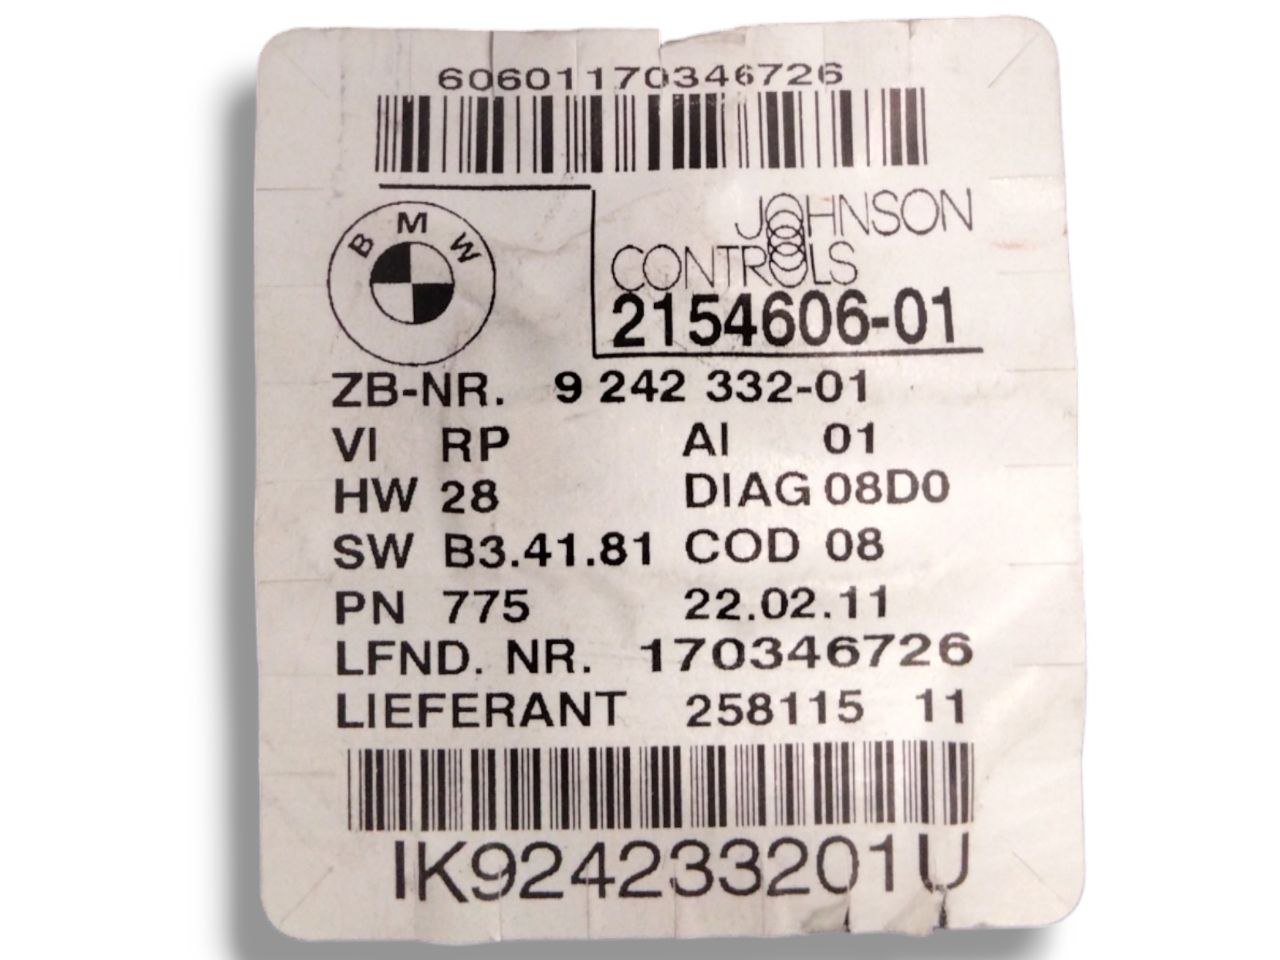 60601170346726
BMW
JOHNSON
CONTROLS
2154606-01
ZB-NR. 9 242 332-01
VI RP AI 01
HW 28 DIAG 08D0
SW B3.41.81 COD 08
PN 775 22.02.11
LFND. NR. 170346726
LIEFERANT 258115 11
IK924233201U